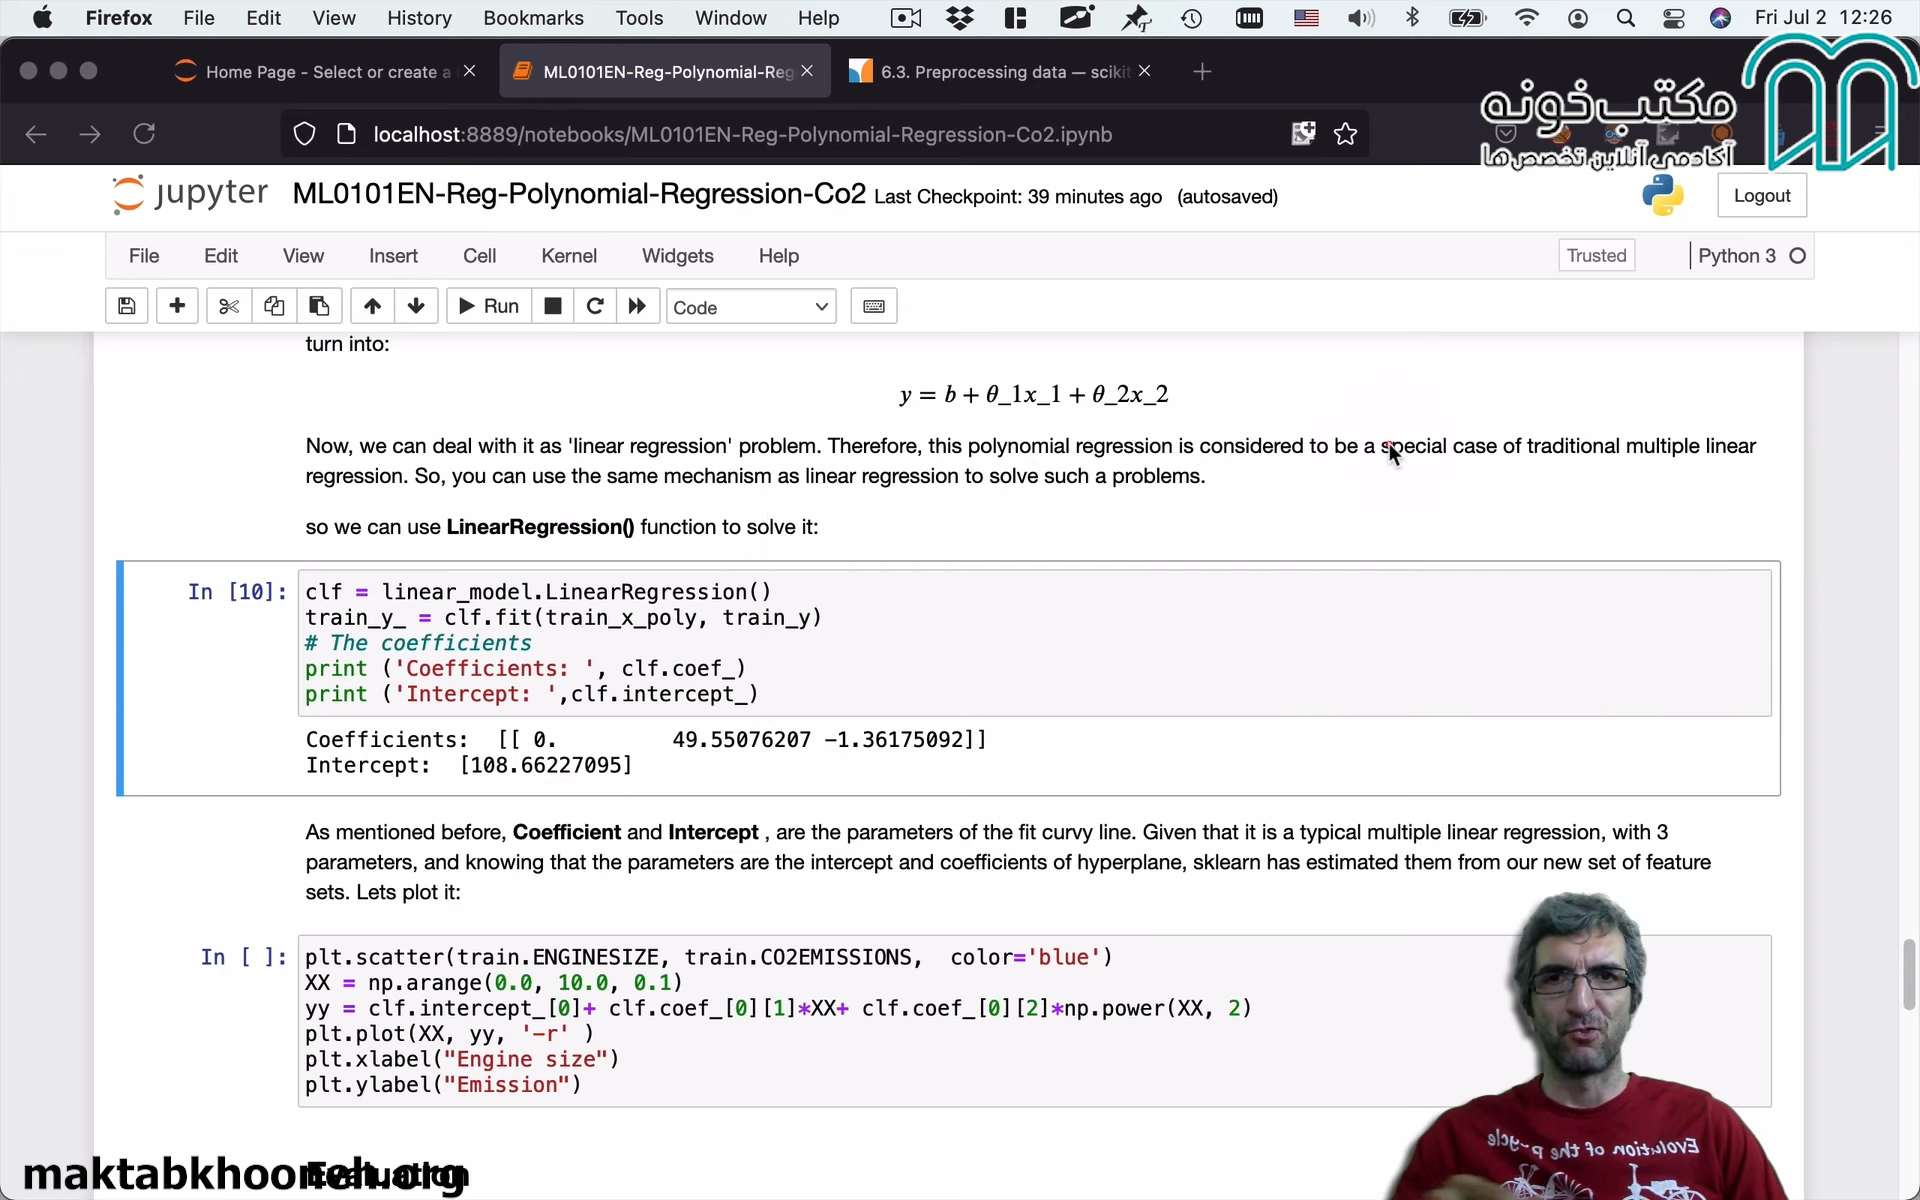 Firefox File Edit View History Bookmarks Tools Window Help Fri Jul 2 12:26
Home Page - Select or create a ML0101EN-Reg-Polynomial-Reg 6.3. Preprocessing data — scikit
مکتب‌خونه
آکادمی آنلاین تخصص‌ها
localhost:8889/notebooks/ML0101EN-Reg-Polynomial-Regression-Co2.ipynb
jupyter ML0101EN-Reg-Polynomial-Regression-Co2 Last Checkpoint: 39 minutes ago (autosaved) Logout
File Edit View Insert Cell Kernel Widgets Help Trusted Python 3
Run Code
turn into:
y = b + θ_1x_1 + θ_2x_2
Now, we can deal with it as 'linear regression' problem. Therefore, this polynomial regression is considered to be a special case of traditional multiple linear
regression. So, you can use the same mechanism as linear regression to solve such a problems.
so we can use LinearRegression() function to solve it:
In [10]: clf = linear_model.LinearRegression()
train_y_ = clf.fit(train_x_poly, train_y)
# The coefficients
print ('Coefficients: ', clf.coef_)
print ('Intercept: ',clf.intercept_)
Coefficients: [[ 0. 49.55076207 -1.36175092]]
Intercept: [108.66227095]
As mentioned before, Coefficient and Intercept , are the parameters of the fit curvy line. Given that it is a typical multiple linear regression, with 3
parameters, and knowing that the parameters are the intercept and coefficients of hyperplane, sklearn has estimated them from our new set of feature
sets. Lets plot it:
In [ ]: plt.scatter(train.ENGINESIZE, train.CO2EMISSIONS, color='blue')
XX = np.arange(0.0, 10.0, 0.1)
yy = clf.intercept_[0]+ clf.coef_[0][1]*XX+ clf.coef_[0][2]*np.power(XX, 2)
plt.plot(XX, yy, '-r' )
plt.xlabel("Engine size")
plt.ylabel("Emission")
Evaluation
maktabkhooneh.org
Evolution of the